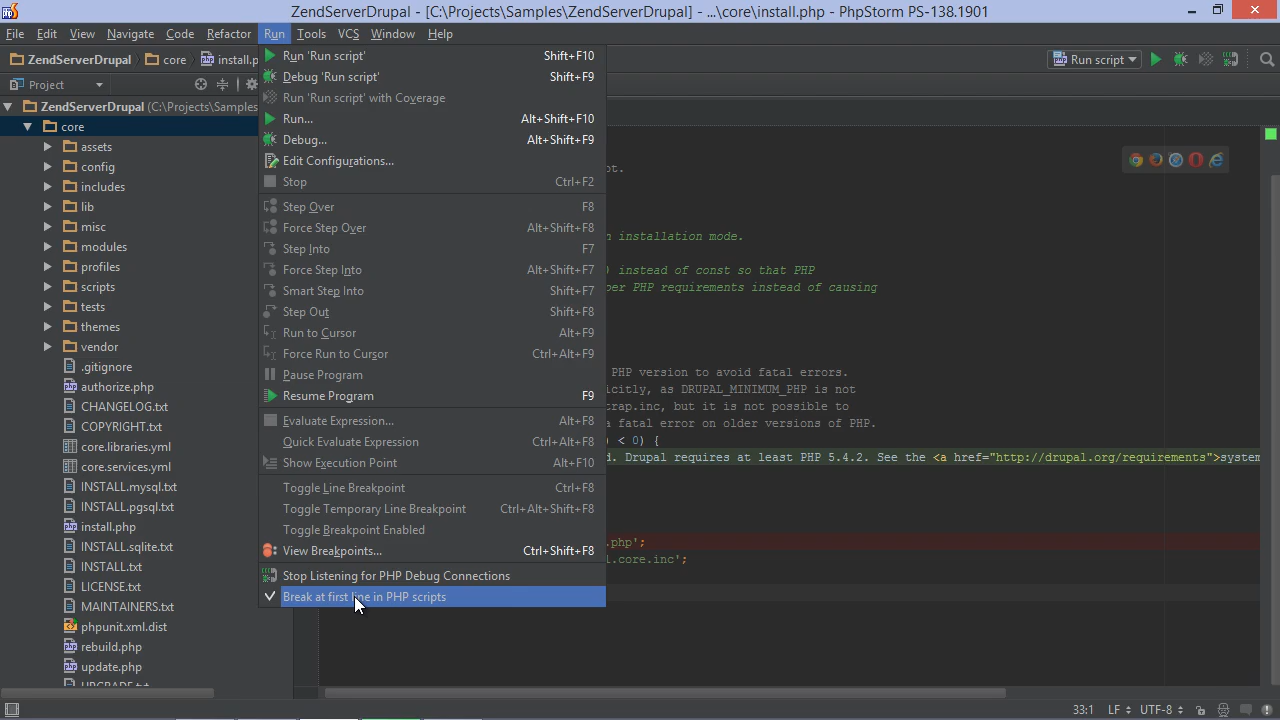 ZendServerDrupal - [C:\Projects\Samples\ZendServerDrupal] - ...\core\install.php - PhpStorm PS-138.1901
File Edit View Navigate Code Refactor Run Tools VCS Window Help
ZendServerDrupal core install.p
Run script
Project
ZendServerDrupal (C:\Projects\Samples
core
assets
config
includes
lib
misc
modules
profiles
scripts
tests
themes
vendor
.gitignore
authorize.php
CHANGELOG.txt
COPYRIGHT.txt
core.libraries.yml
core.services.yml
INSTALL.mysql.txt
INSTALL.pgsql.txt
install.php
INSTALL.sqlite.txt
INSTALL.txt
LICENSE.txt
MAINTAINERS.txt
phpunit.xml.dist
rebuild.php
update.php
Run 'Run script' Shift+F10
Debug 'Run script' Shift+F9
Run 'Run script' with Coverage
Run... Alt+Shift+F10
Debug... Alt+Shift+F9
Edit Configurations...
Stop Ctrl+F2
Step Over F8
Force Step Over Alt+Shift+F8
Step Into F7
Force Step Into Alt+Shift+F7
Smart Step Into Shift+F7
Step Out Shift+F8
Run to Cursor Alt+F9
Force Run to Cursor Ctrl+Alt+F9
Pause Program
Resume Program F9
Evaluate Expression... Alt+F8
Quick Evaluate Expression Ctrl+Alt+F8
Show Execution Point Alt+F10
Toggle Line Breakpoint Ctrl+F8
Toggle Temporary Line Breakpoint Ctrl+Alt+Shift+F8
Toggle Breakpoint Enabled
View Breakpoints... Ctrl+Shift+F8
Stop Listening for PHP Debug Connections
Break at first line in PHP scripts
pt.
n installation mode.
) instead of const so that PHP
per PHP requirements instead of causing
PHP version to avoid fatal errors.
icitly, as DRUPAL_MINIMUM_PHP is not
trap.inc, but it is not possible to
a fatal error on older versions of PHP.
) < 0) {
d. Drupal requires at least PHP 5.4.2. See the <a href="http://drupal.org/requirements">system
.php';
l.core.inc';
33:1 LF UTF-8